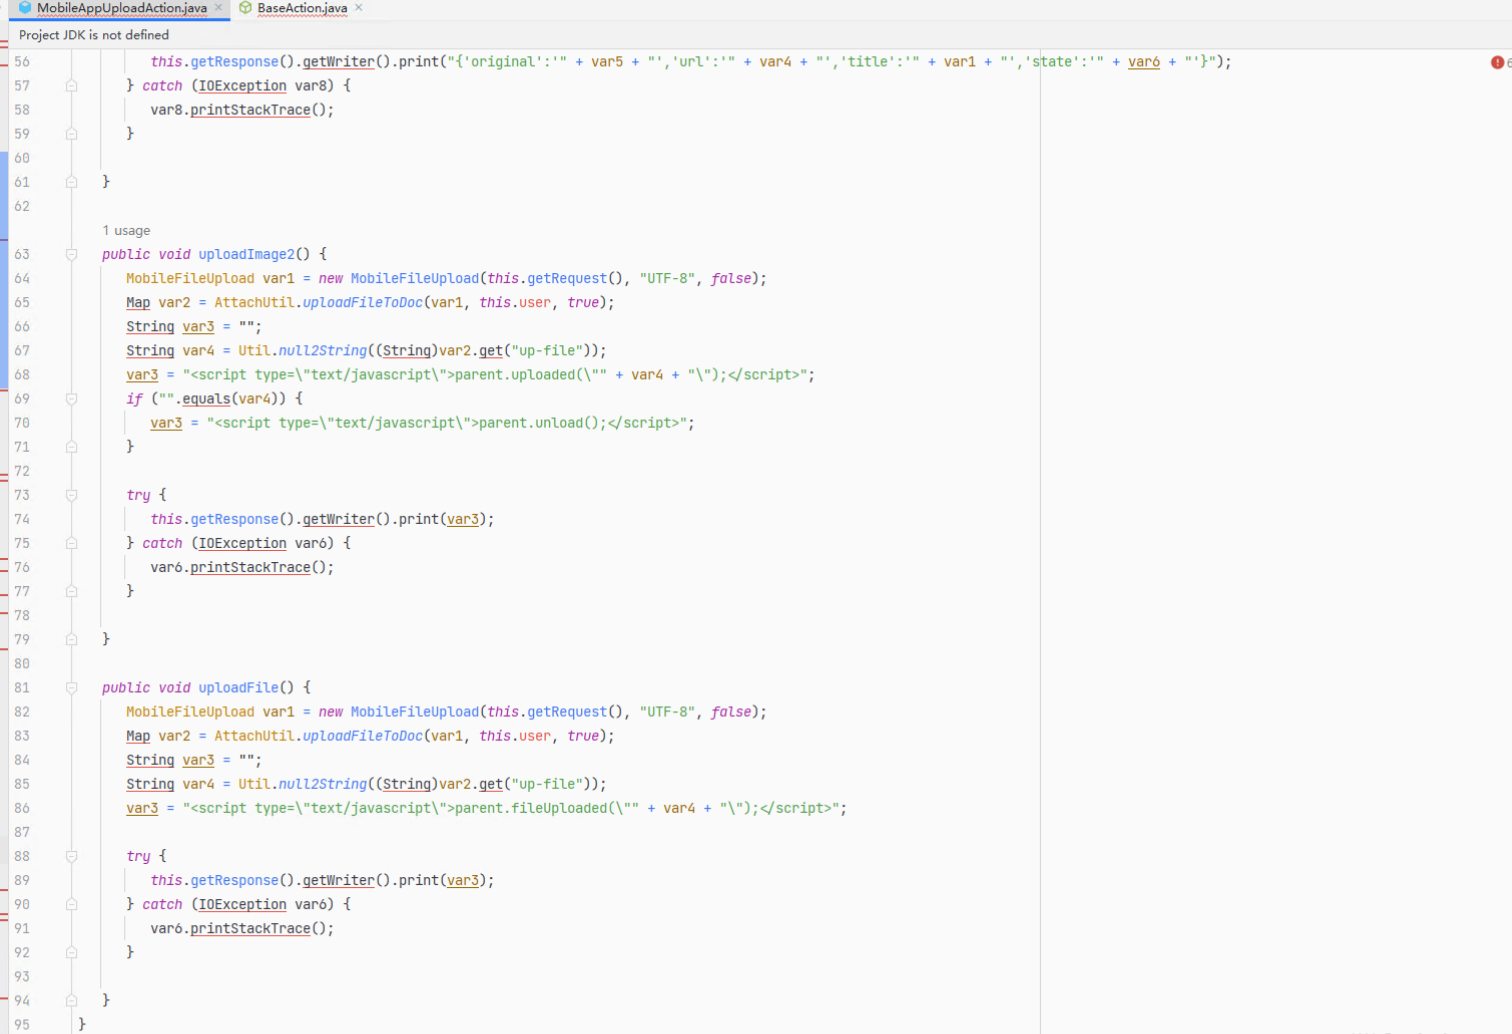 MobileAppUploadAction.java × BaseAction.java ×
Project JDK is not defined
56 this.getResponse().getWriter().print("{'original':'" + var5 + "','url':'" + var4 + "','title':'" + var1 + "','state':'" + var6 + "'}");
57 } catch (IOException var8) {
58 var8.printStackTrace();
59 }
60
61 }
62
1 usage
63 public void uploadImage2() {
64 MobileFileUpload var1 = new MobileFileUpload(this.getRequest(), "UTF-8", false);
65 Map var2 = AttachUtil.uploadFileToDoc(var1, this.user, true);
66 String var3 = "";
67 String var4 = Util.null2String((String)var2.get("up-file"));
68 var3 = "<script type=\"text/javascript\">parent.uploaded(\"" + var4 + "\");</script>";
69 if ("".equals(var4)) {
70 var3 = "<script type=\"text/javascript\">parent.unload();</script>";
71 }
72
73 try {
74 this.getResponse().getWriter().print(var3);
75 } catch (IOException var6) {
76 var6.printStackTrace();
77 }
78
79 }
80
81 public void uploadFile() {
82 MobileFileUpload var1 = new MobileFileUpload(this.getRequest(), "UTF-8", false);
83 Map var2 = AttachUtil.uploadFileToDoc(var1, this.user, true);
84 String var3 = "";
85 String var4 = Util.null2String((String)var2.get("up-file"));
86 var3 = "<script type=\"text/javascript\">parent.fileUploaded(\"" + var4 + "\");</script>";
87
88 try {
89 this.getResponse().getWriter().print(var3);
90 } catch (IOException var6) {
91 var6.printStackTrace();
92 }
93
94 }
95 }